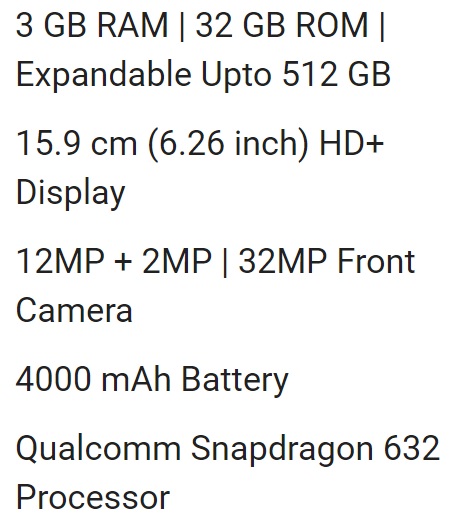 3 GB RAM | 32 GB ROM |
Expandable Upto 512 GB
15.9 cm (6.26 inch) HD+
Display
12MP + 2MP | 32MP Front
Camera
4000 mAh Battery
Qualcomm Snapdragon 632
Processor